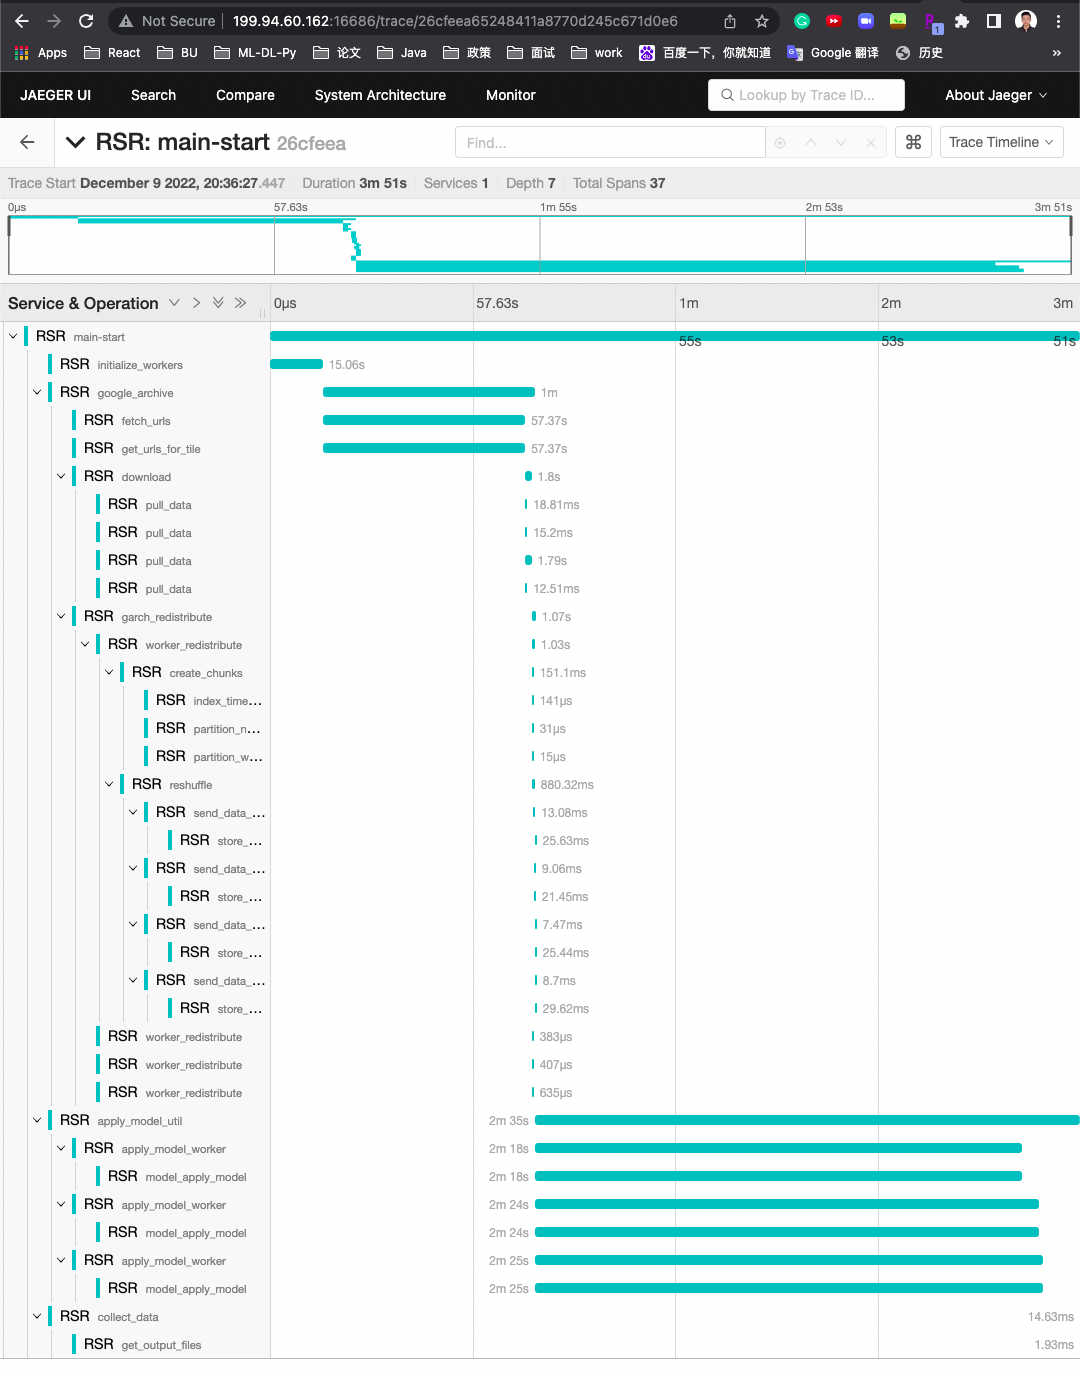 Not Secure 199.94.60.162:16686/trace/26cfeea65248411a8770d245c671d0e6
1
Apps React BU ML-DL-Py 论文 Java 政策 面试 work 百度一下，你就知道 Google 翻译 历史 »
JAEGER UI Search Compare System Architecture Monitor Lookup by Trace ID... About Jaeger
RSR: main-start 26cfeea Find... ⌘ Trace Timeline
Trace Start December 9 2022, 20:36:27.447 Duration 3m 51s Services 1 Depth 7 Total Spans 37
0μs 57.63s 1m 55s 2m 53s 3m 51s
Service & Operation 0μs 57.63s 1m 2m 3m
RSR main-start 55s 53s 51s
RSR initialize_workers 15.06s
RSR google_archive 1m
RSR fetch_urls 57.37s
RSR get_urls_for_tile 57.37s
RSR download 1.8s
RSR pull_data 18.81ms
RSR pull_data 15.2ms
RSR pull_data 1.79s
RSR pull_data 12.51ms
RSR garch_redistribute 1.07s
RSR worker_redistribute 1.03s
RSR create_chunks 151.1ms
RSR index_time... 141μs
RSR partition_n... 31μs
RSR partition_w... 15μs
RSR reshuffle 880.32ms
RSR send_data_... 13.08ms
RSR store_... 25.63ms
RSR send_data_... 9.06ms
RSR store_... 21.45ms
RSR send_data_... 7.47ms
RSR store_... 25.44ms
RSR send_data_... 8.7ms
RSR store_... 29.62ms
RSR worker_redistribute 383μs
RSR worker_redistribute 407μs
RSR worker_redistribute 635μs
RSR apply_model_util 2m 35s
RSR apply_model_worker 2m 18s
RSR model_apply_model 2m 18s
RSR apply_model_worker 2m 24s
RSR model_apply_model 2m 24s
RSR apply_model_worker 2m 25s
RSR model_apply_model 2m 25s
RSR collect_data 14.63ms
RSR get_output_files 1.93ms